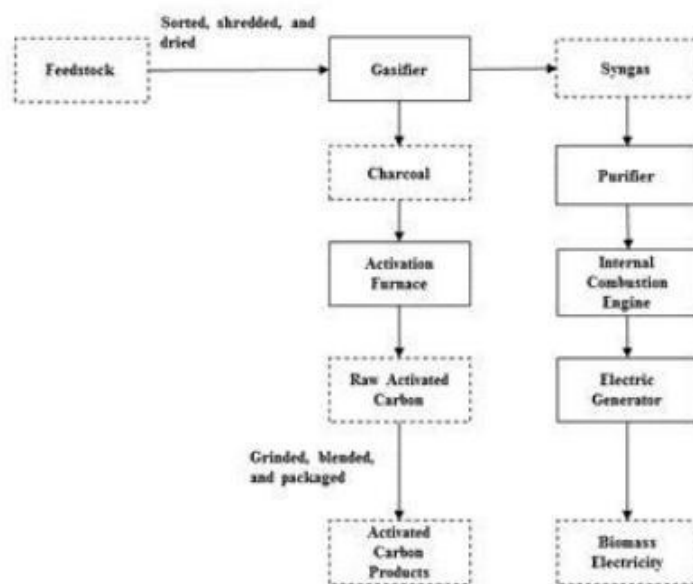 Sorted, shredded, and
dried
Feedstock
Gasifier
Syngas
Charcoal
Purifier
Activation
Furnace
Internal
Combustion
Engine
Raw Activated
Carbon
Electric
Generator
Grinded, blended,
and packaged
Activated
Carbon
Products
Biomass
Electricity